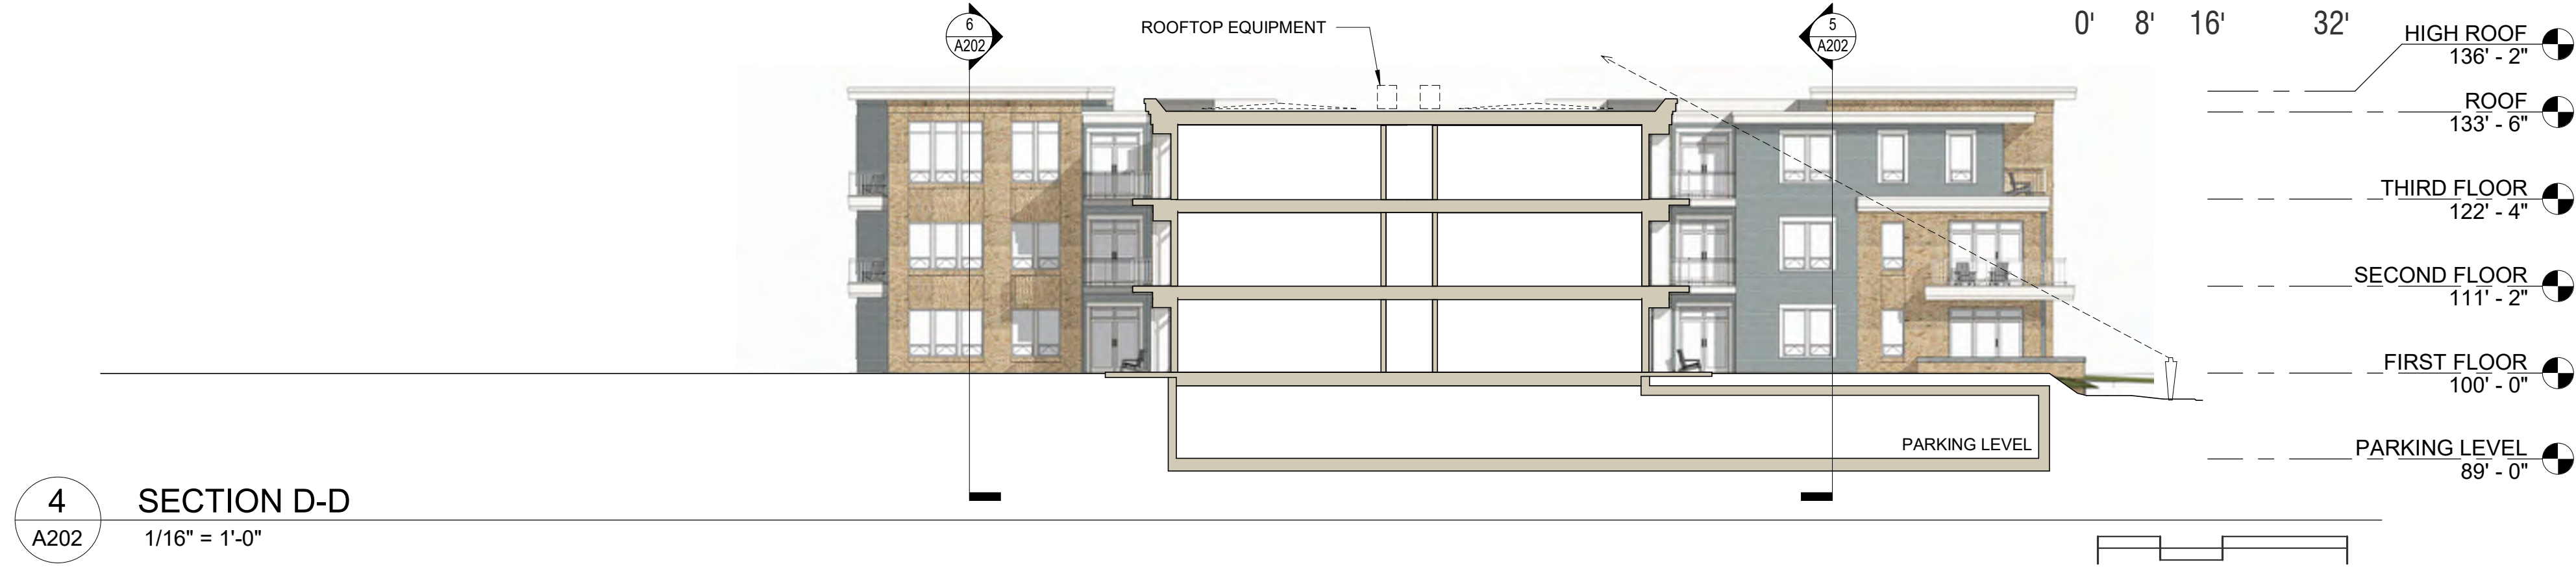 6
A202
ROOFTOP EQUIPMENT
5
A202
0' 8' 16' 32'
HIGH ROOF
136' - 2"
ROOF
133' - 6"
THIRD FLOOR
122' - 4"
SECOND FLOOR
111' - 2"
FIRST FLOOR
100' - 0"
PARKING LEVEL
PARKING LEVEL
89' - 0"
4
A202
SECTION D-D
1/16" = 1'-0"